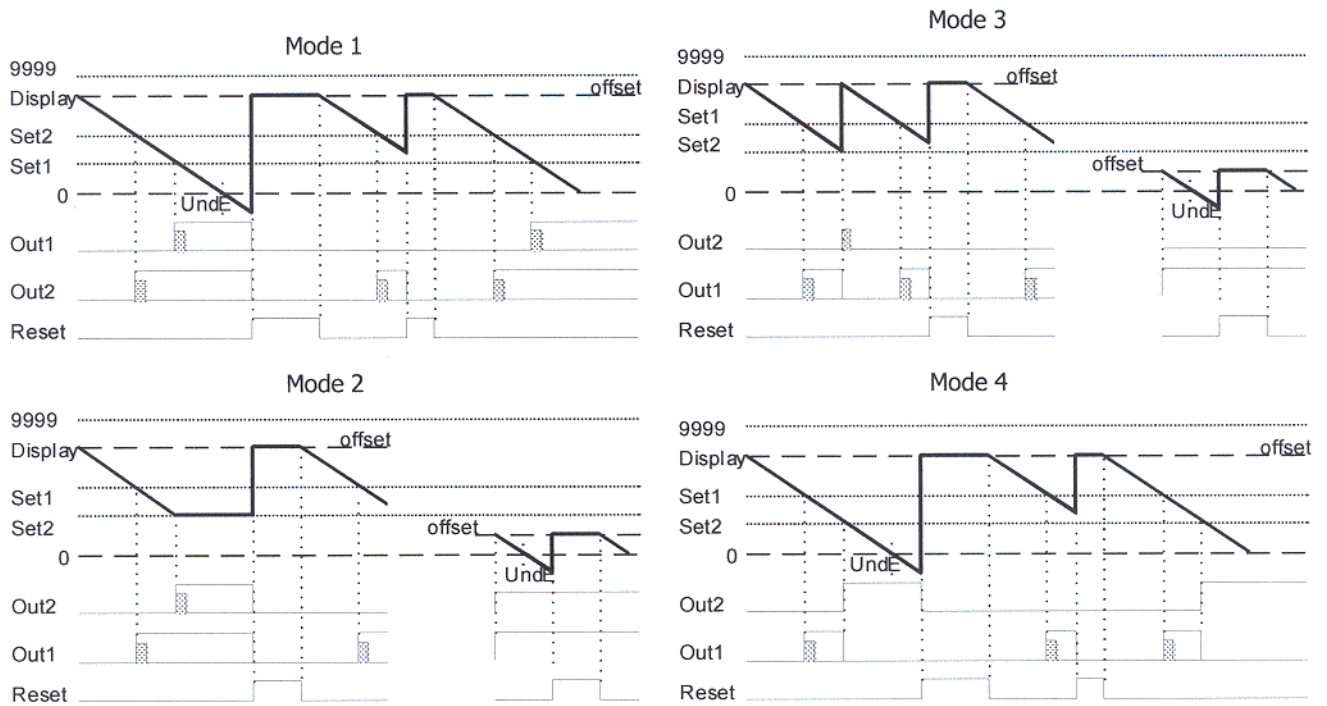 Mode 1
9999
Display
offset
Set2
Set1
0
UndE
Out1
Out2
Reset
Mode 3
9999
Display
offset
Set1
Set2
offset
0
UndE
Out2
Out1
Reset
Mode 2
9999
Display
offset
Set1
Set2
offset
0
UndE
Out2
Out1
Reset
Mode 4
9999
Display
offset
Set1
Set2
0
UndE
Out2
Out1
Reset